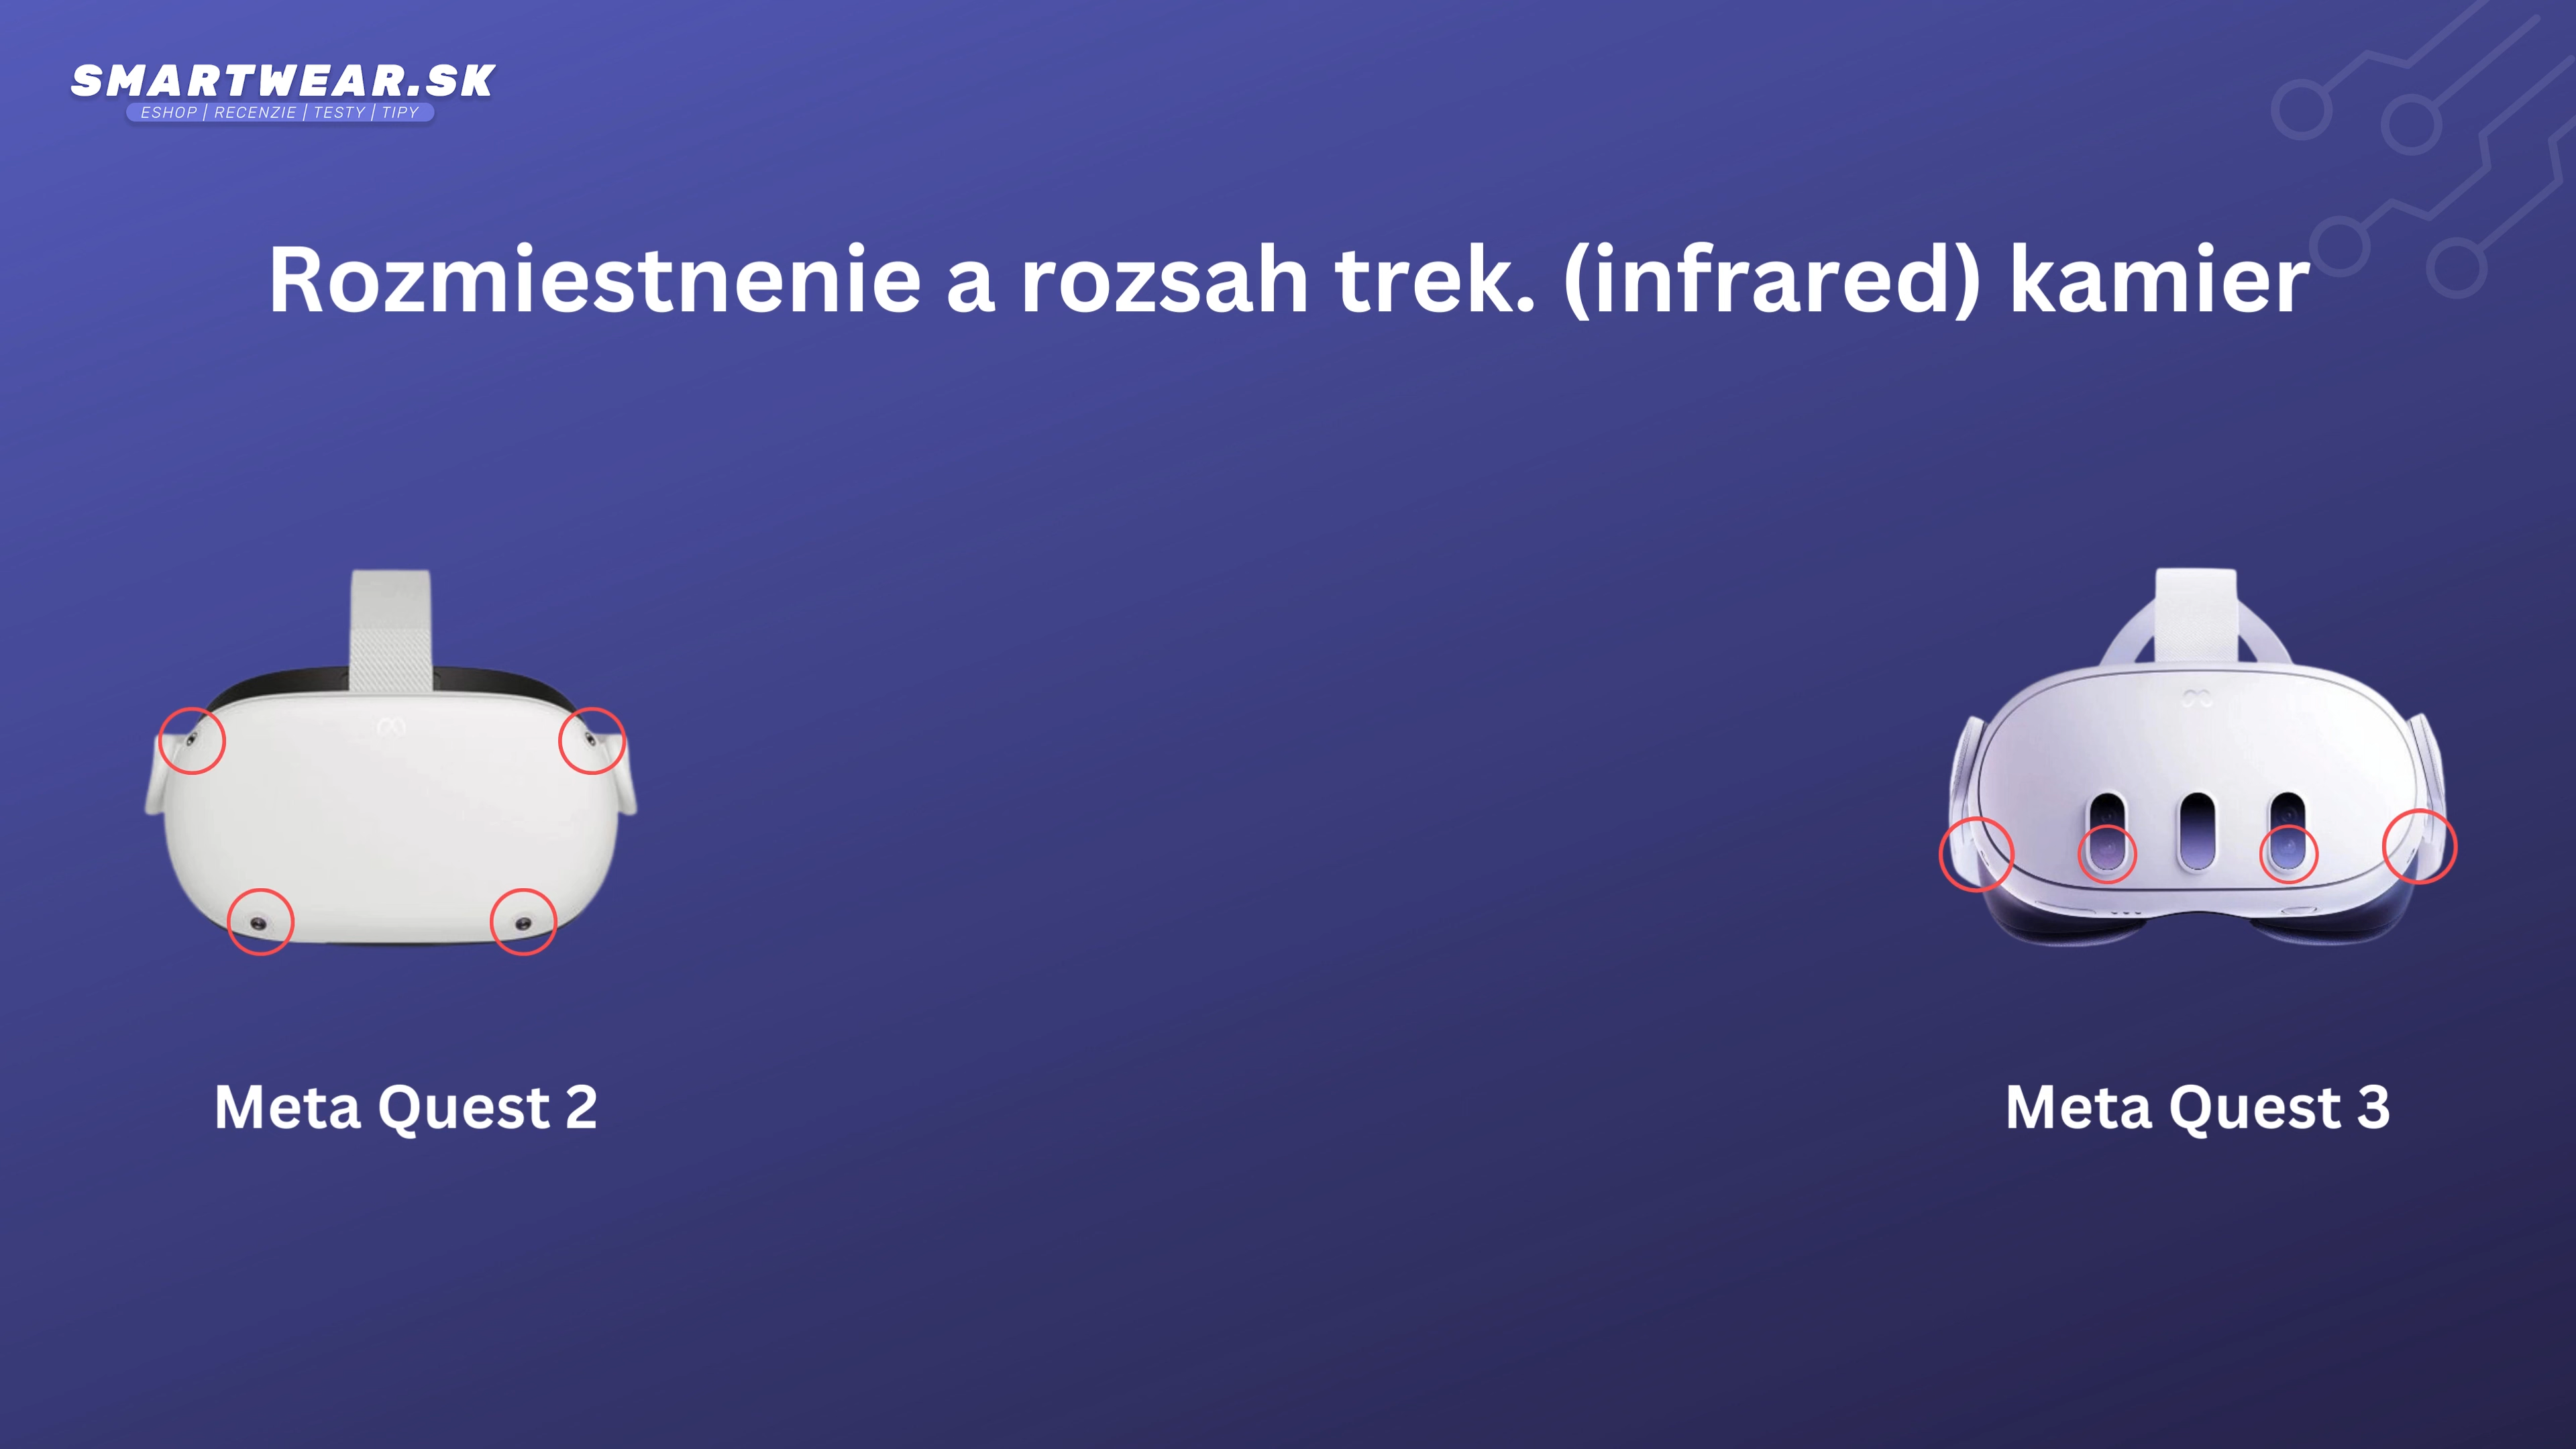 SMARTWEAR.SK
ESHOP | RECENZIE | TESTY | TIPY
Rozmiestnenie a rozsah trek. (infrared) kamier
Meta Quest 2
Meta Quest 3